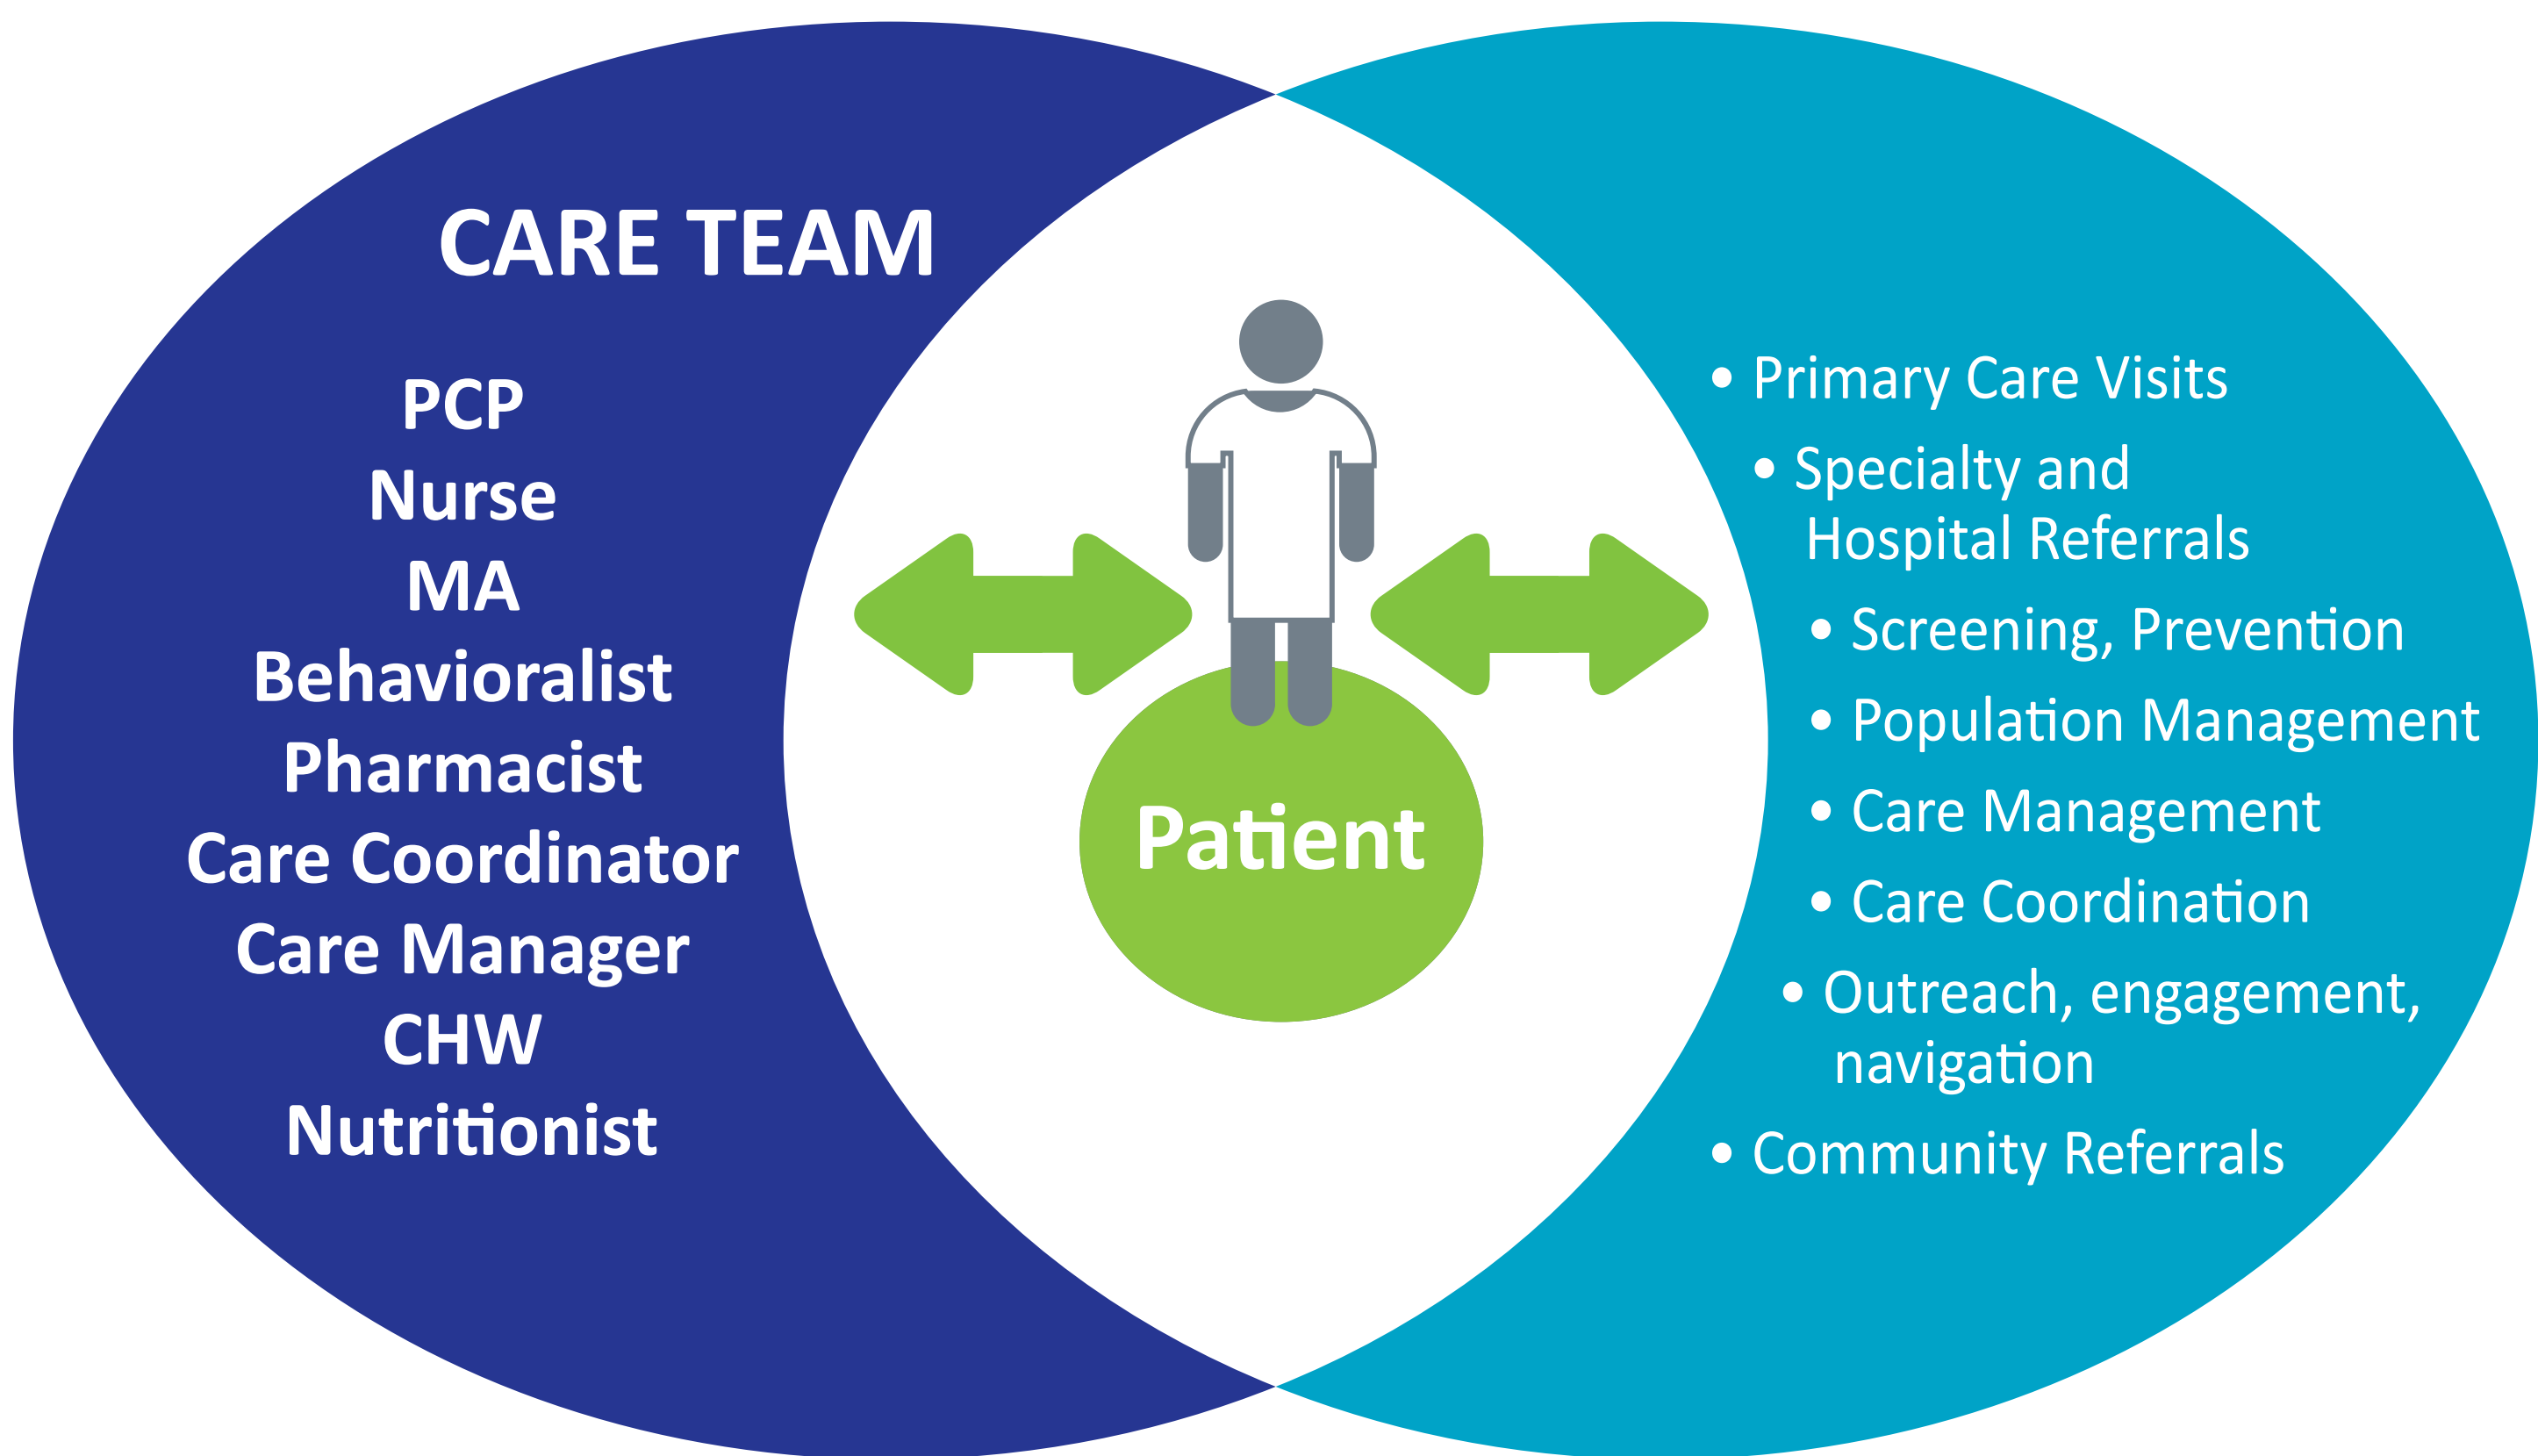 CARE TEAM
PCP
Nurse
MA
Behavioralist
Pharmacist
Care Coordinator
Care Manager
CHW
Nutritionist
Patient
• Primary Care Visits
• Specialty and
Hospital Referrals
• Screening, Prevention
• Population Management
• Care Management
• Care Coordination
• Outreach, engagement,
navigation
• Community Referrals